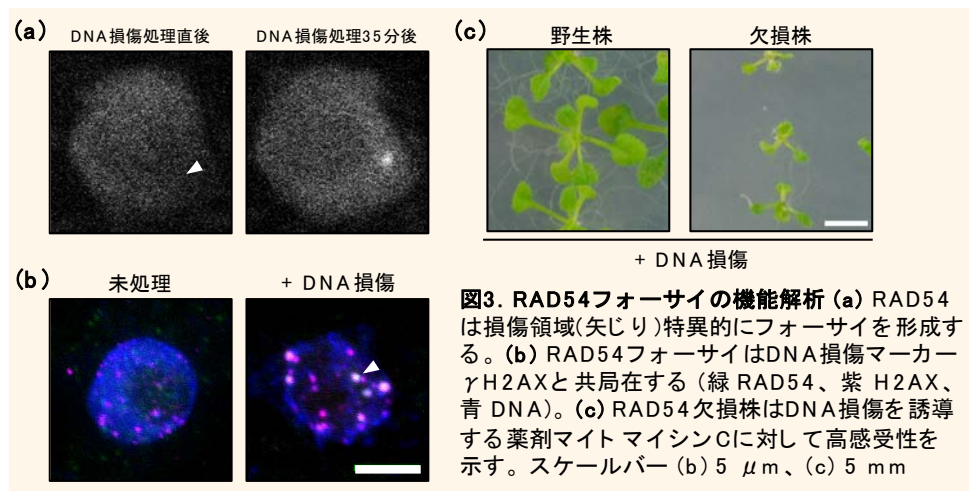 (a)
DNA損傷処理直後
DNA損傷処理35分後
(c)
野生株
欠損株
+ DNA損傷
(b)
未処理
+ DNA損傷
図3. RAD54フォーサイの機能解析 (a) RAD54
は損傷領域(矢じり)特異的にフォーサイを形成す
る。(b) RAD54フォーサイはDNA損傷マーカー
γH2AXと共局在する (緑 RAD54、紫 H2AX、
青 DNA)。(c) RAD54欠損株はDNA損傷を誘導
する薬剤マイトマイシンCに対して高感受性を
示す。スケールバー (b) 5 μm、(c) 5 mm